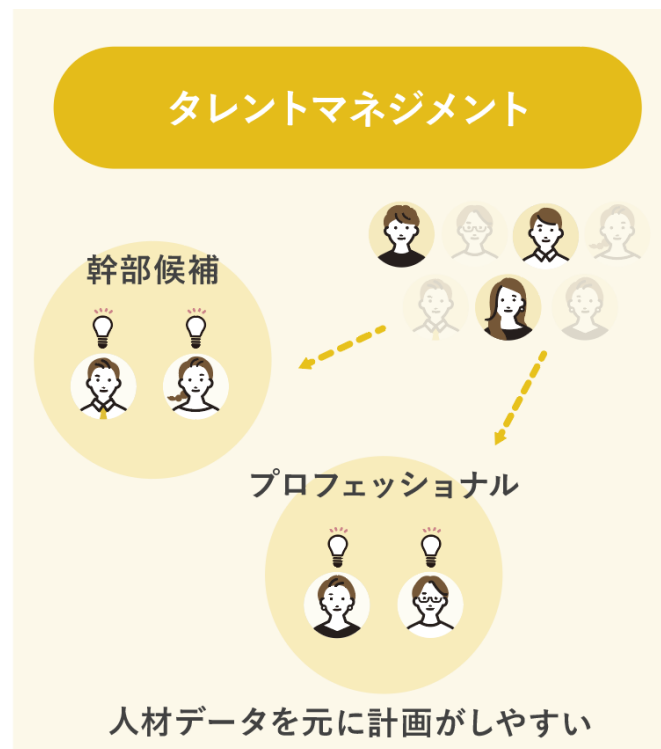 タレントマネジメント
幹部候補
プロフェッショナル
人材データを元に計画がしやすい